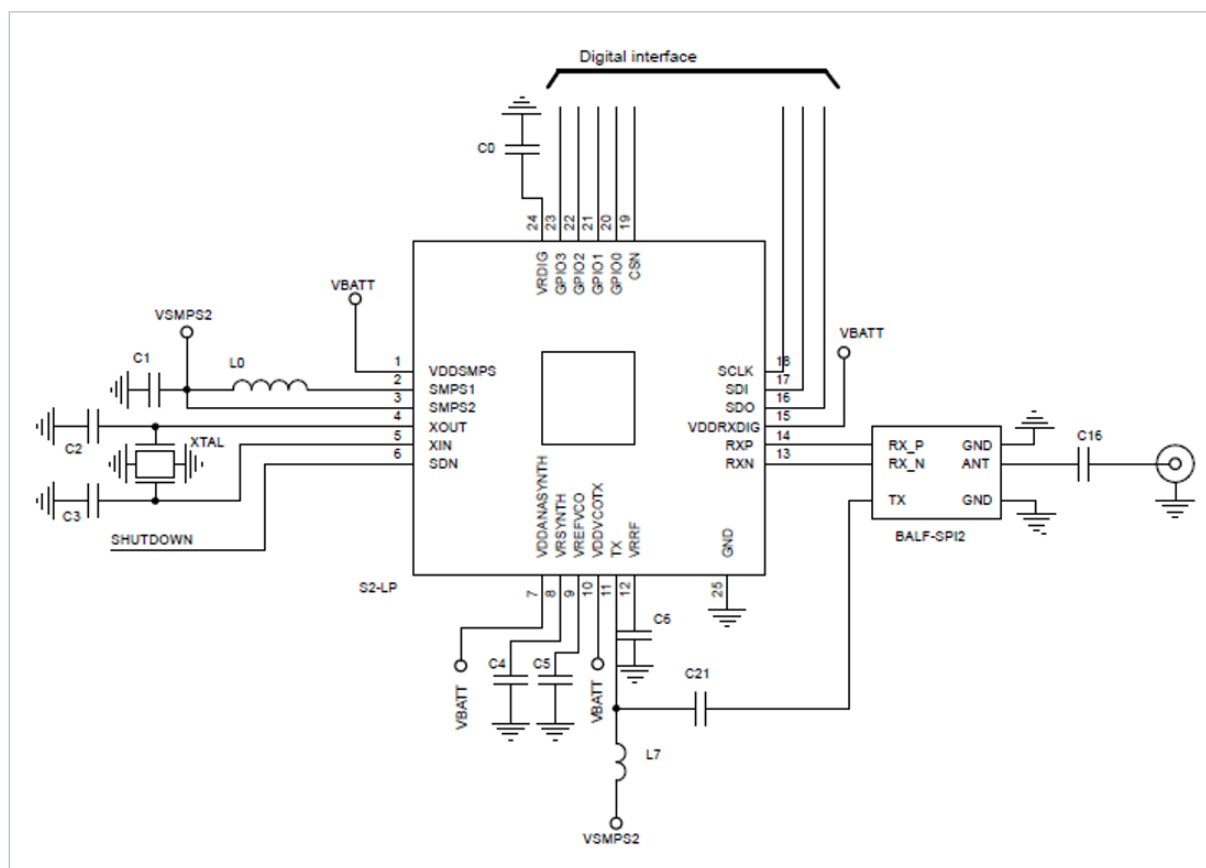 Digital interface
C0
24
23
22
21
20
19
VRDIG
GPIO3
GPIO2
GPIO1
GPIO0
CSN
VBATT
VSMPS2
C1
L0
VBATT
1
2
3
4
5
6
VDDSMPS
SMPS1
SMPS2
XOUT
XIN
SDN
18
17
16
15
14
13
SCLK
SDI
SDO
VDDRXDIG
RXP
RXN
C2
XTAL
C3
SHUTDOWN
RX_P
RX_N
TX
GND
ANT
GND
C16
BALF-SPI2
VDDANASYNTH
VRSYNTH
VREFVCO
VDDVCOTX
TX
VRRF
GND
S2-LP
7
8
9
10
11
12
25
C6
C4
C5
VBATT
VBATT
C21
L7
VSMPS2